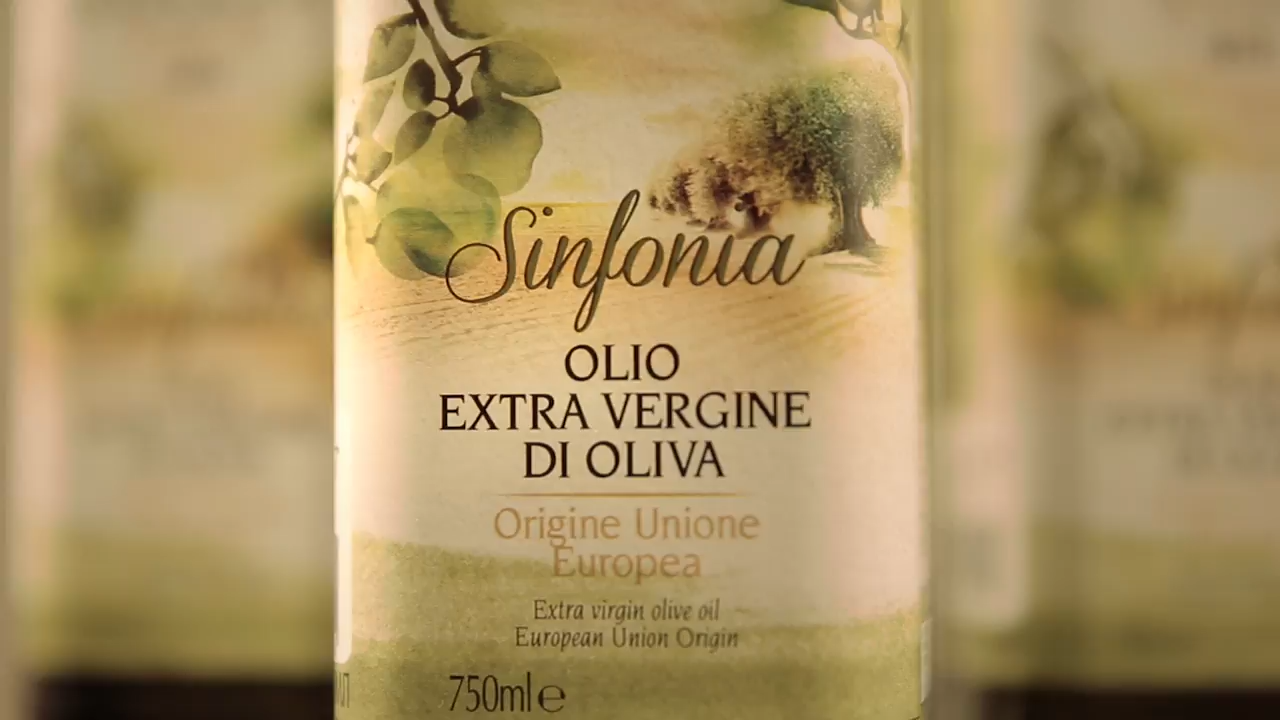 Sinfonia
OLIO
EXTRA VERGINE
DI OLIVA
Origine Unione
Europea
Extra virgin olive oil
European Union Origin
750ml e